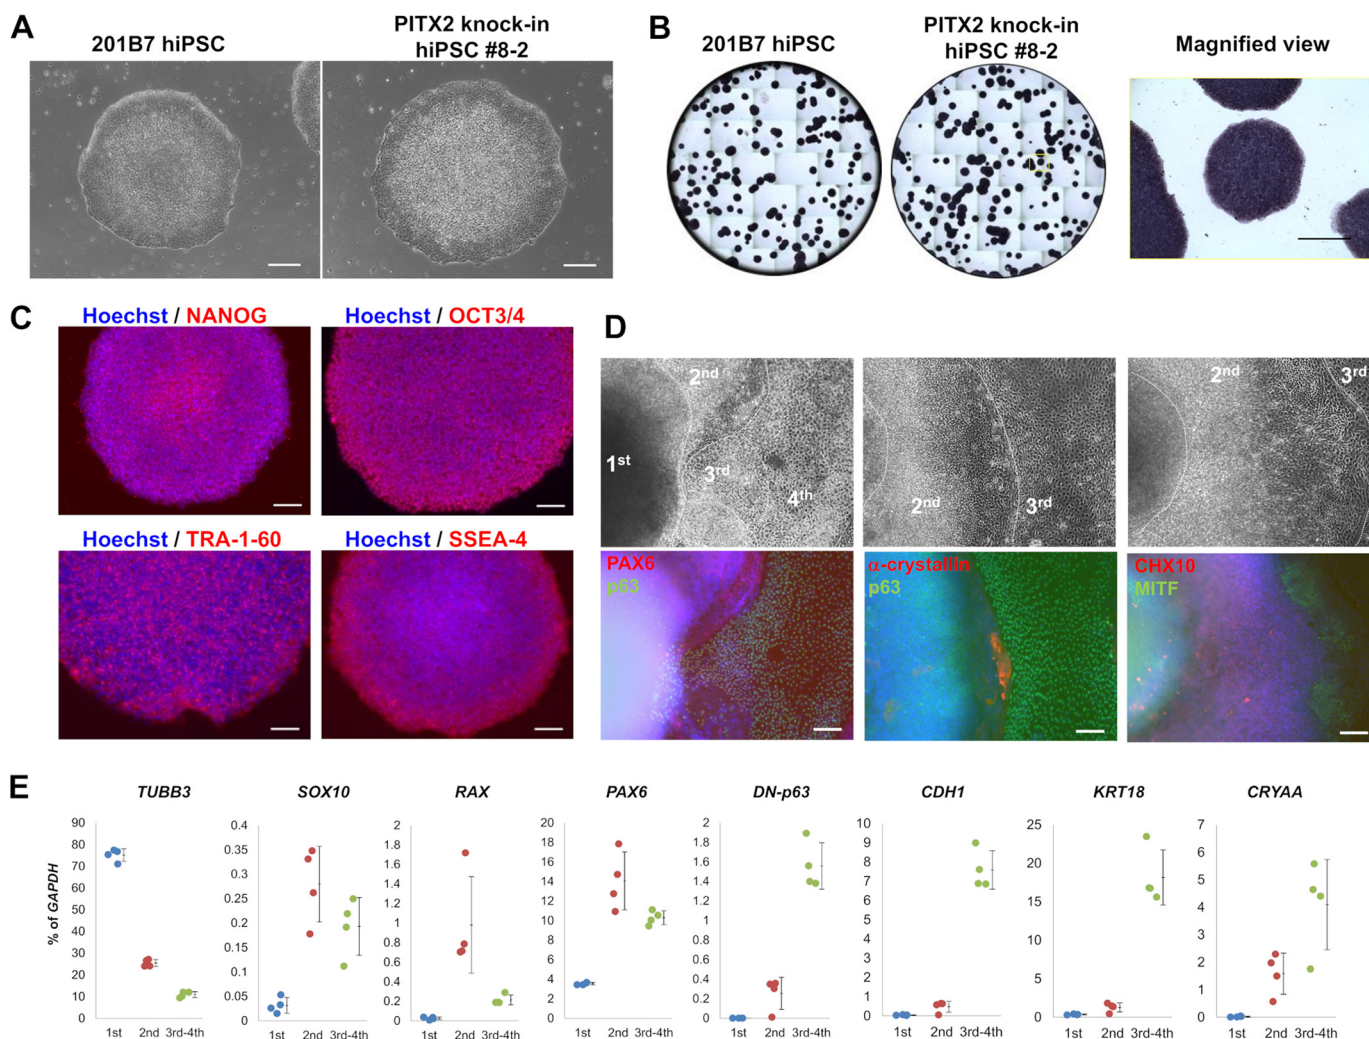 A
201B7 hiPSC
PITX2 knock-in
hiPSC #8-2
B
201B7 hiPSC
PITX2 knock-in
hiPSC #8-2
Magnified view
C
Hoechst / NANOG
Hoechst / OCT3/4
Hoechst / TRA-1-60
Hoechst / SSEA-4
D
1st
2nd
3rd
4th
2nd
3rd
2nd
3rd
PAX6
p63
α-crystallin
p63
CHX10
MITF
E
% of GAPDH
TUBB3
90
80
70
60
50
40
30
20
10
0
1st 2nd 3rd-4th
SOX10
0.4
0.35
0.3
0.25
0.2
0.15
0.1
0.05
0
1st 2nd 3rd-4th
RAX
2
1.8
1.6
1.4
1.2
1
0.8
0.6
0.4
0.2
0
1st 2nd 3rd-4th
PAX6
20
18
16
14
12
10
8
6
4
2
0
1st 2nd 3rd-4th
DN-p63
2
1.8
1.6
1.4
1.2
1
0.8
0.6
0.4
0.2
0
1st 2nd 3rd-4th
CDH1
10
9
8
7
6
5
4
3
2
1
0
1st 2nd 3rd-4th
KRT18
25
20
15
10
5
0
1st 2nd 3rd-4th
CRYAA
7
6
5
4
3
2
1
0
1st 2nd 3rd-4th